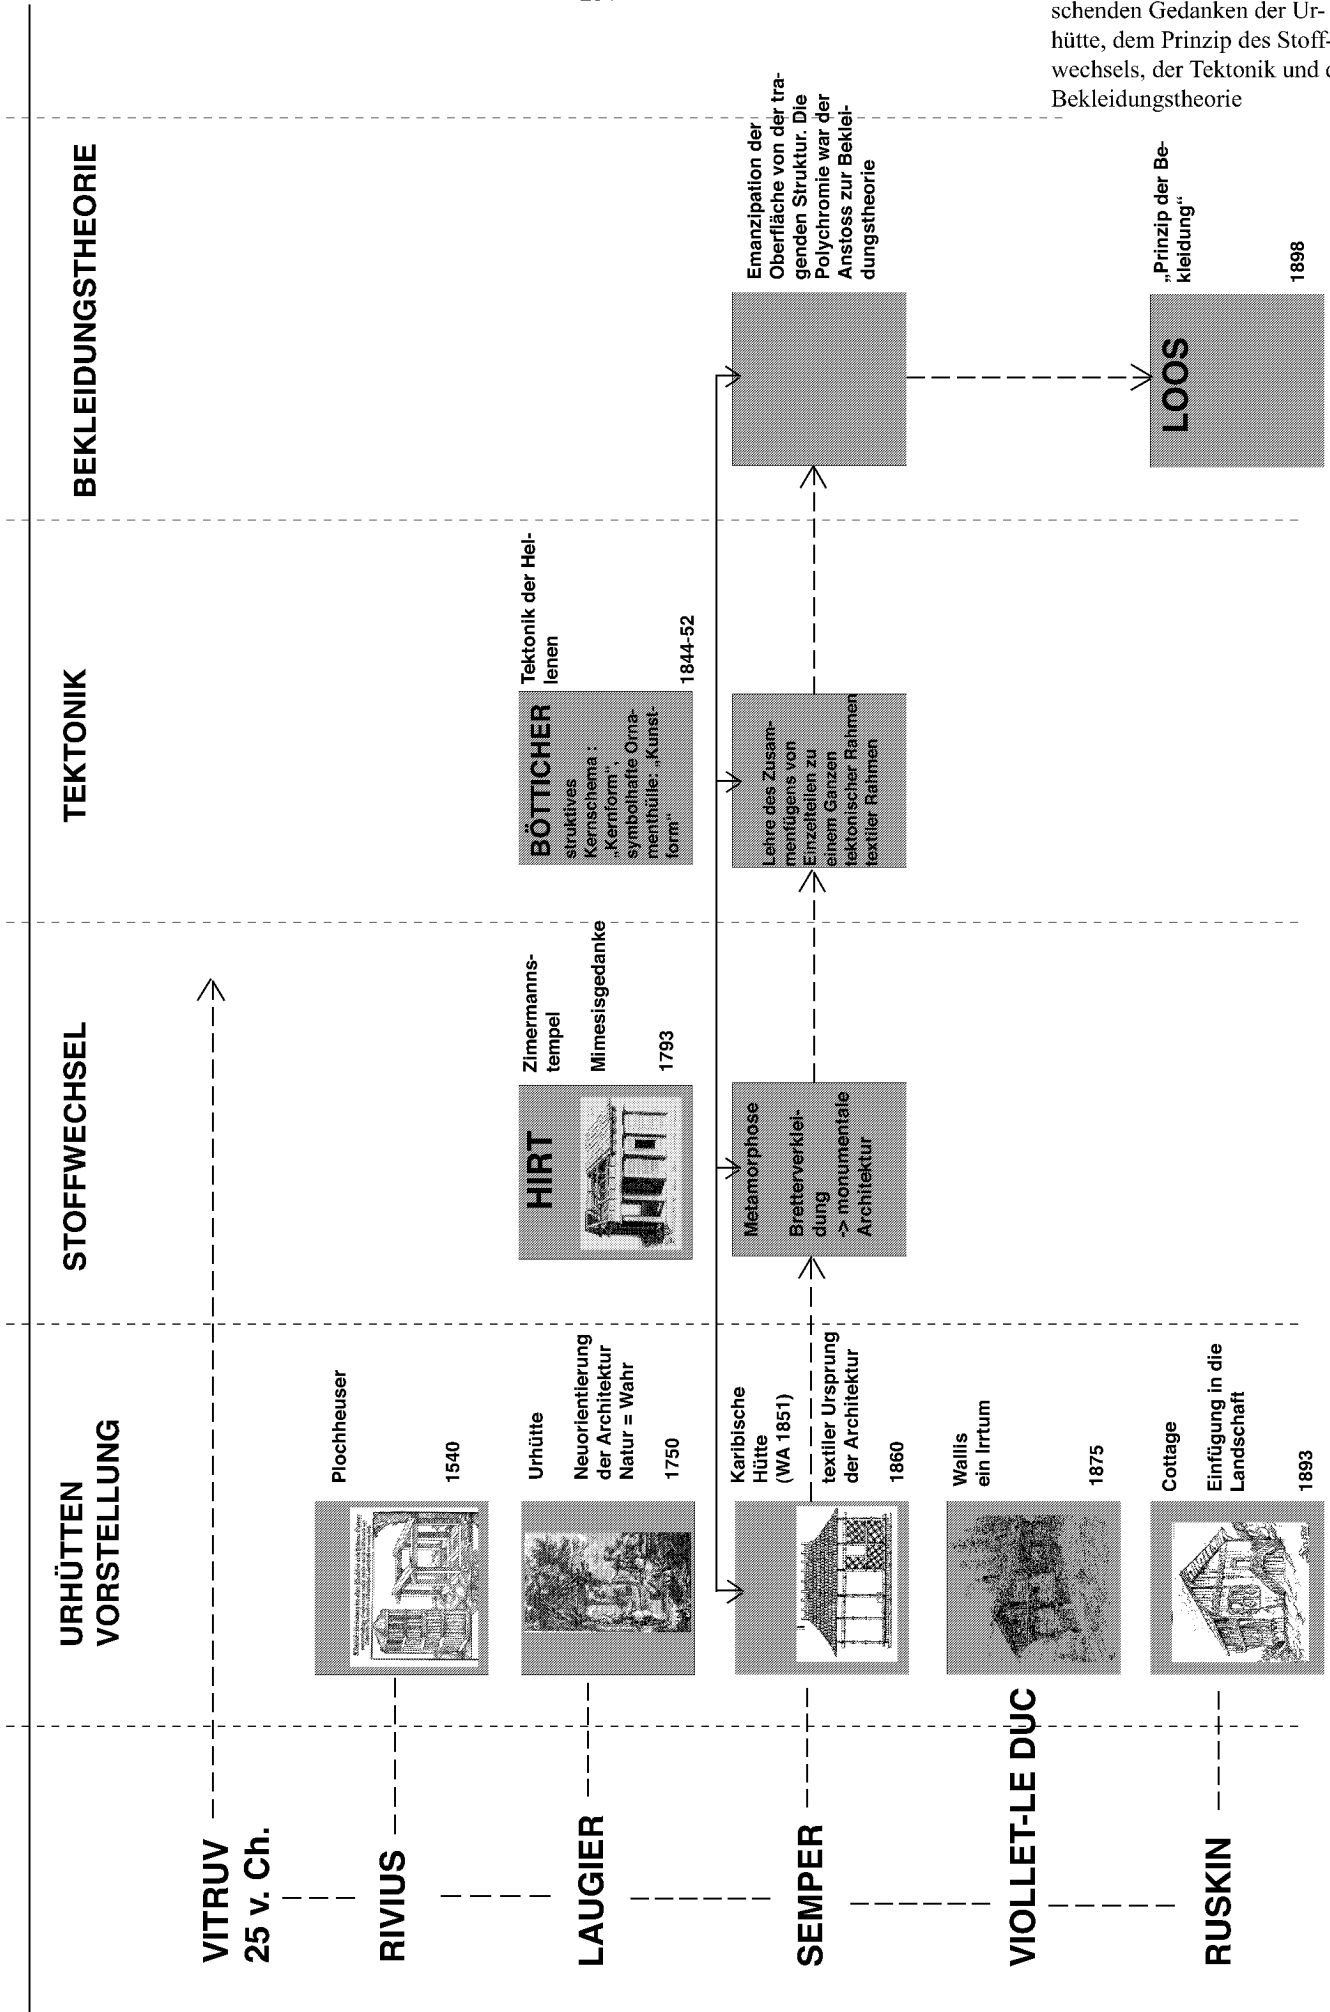 schenden Gedanken der Ur-
hütte, dem Prinzip des Stoff-
wechsels, der Tektonik und
Bekleidungstheorie
URHÜTTEN
VORSTELLUNG
STOFFWECHSEL
TEKTONIK
BEKLEIDUNGSTHEORIE
VITRUV
25 v. Ch.
RIVIUS
Plochheuser
1540
LAUGIER
Urhütte
Neuorientierung
der Architektur
Natur = Wahr
1750
HIRT
Zimermanns-
tempel
Mimesisgedanke
1793
BÖTTICHER
struktives
Kernschema :
„Kernform“,
symbolhafte Orna-
menthülle: „Kunst-
form“
Tektonik der Hel-
lenen
1844-52
SEMPER
Karibische
Hütte
(WA 1851)
textiler Ursprung
der Architektur
1860
Metamorphose
Bretterverklei-
dung
-> monumentale
Architektur
Lehre des Zusam-
menfügens von
Einzelteilen zu
einem Ganzen
tektonischer Rahmen
textiler Rahmen
Emanzipation der
Oberfläche von der tra-
genden Struktur. Die
Polychromie war der
Anstoss zur Beklei-
dungstheorie
VIOLLET-LE DUC
Wallis
ein Irrtum
1875
RUSKIN
Cottage
Einfügung in die
Landschaft
1893
LOOS
„Prinzip der Be-
kleidung“
1898